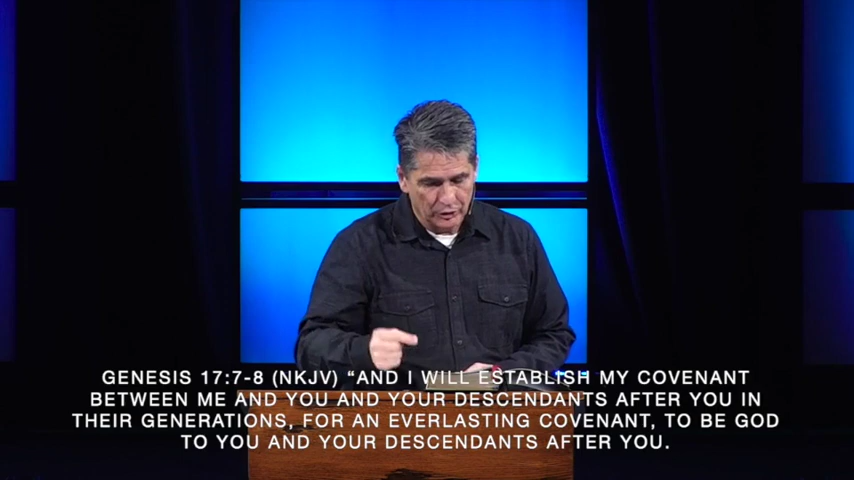 GENESIS 17:7-8 (NKJV) “AND I WILL ESTABLISH MY COVENANT
BETWEEN ME AND YOU AND YOUR DESCENDANTS AFTER YOU IN
THEIR GENERATIONS, FOR AN EVERLASTING COVENANT, TO BE GOD
TO YOU AND YOUR DESCENDANTS AFTER YOU.